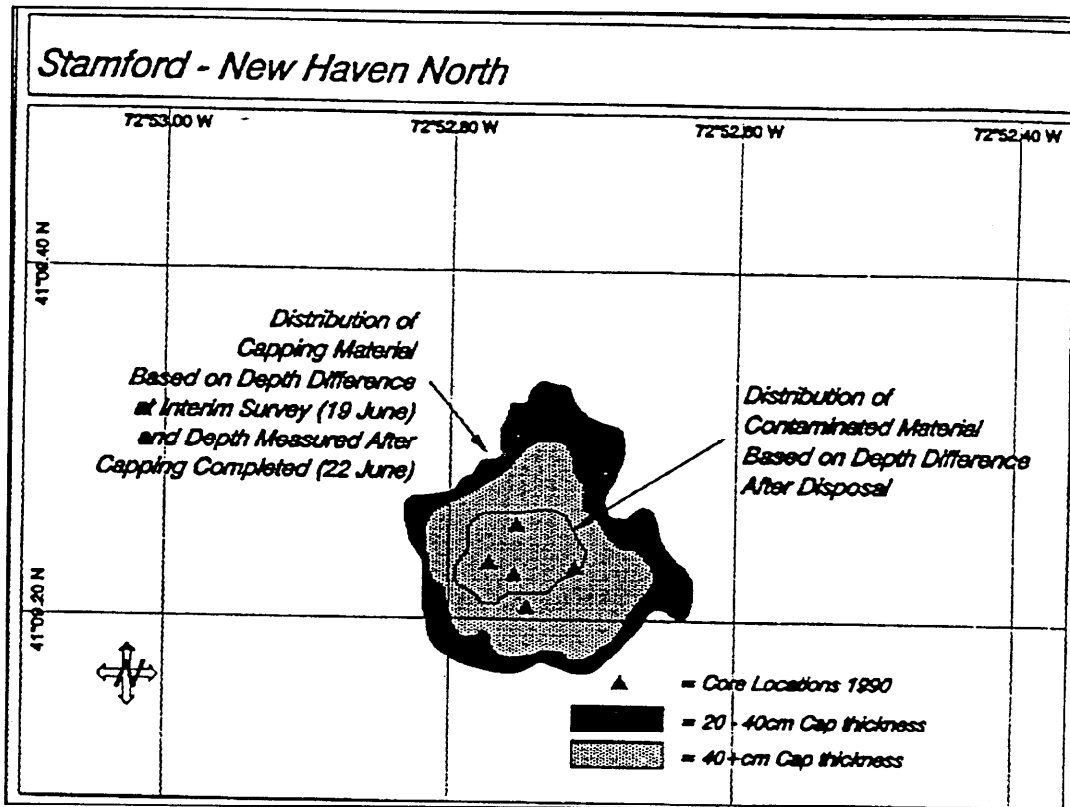 Stamford - New Haven North
72°53.00 W
72°52.80 W
72°52.60 W
72°52.40 W
41°09.40 N
Distribution of
Capping Material
Based on Depth Difference
at Interim Survey (19 June)
and Depth Measured After
Capping Completed (22 June)
Distribution of
Contaminated Material
Based on Depth Difference
After Disposal
41°09.20 N
N
= Core Locations 1990
= 20 - 40cm Cap thickness
= 40+cm Cap thickness